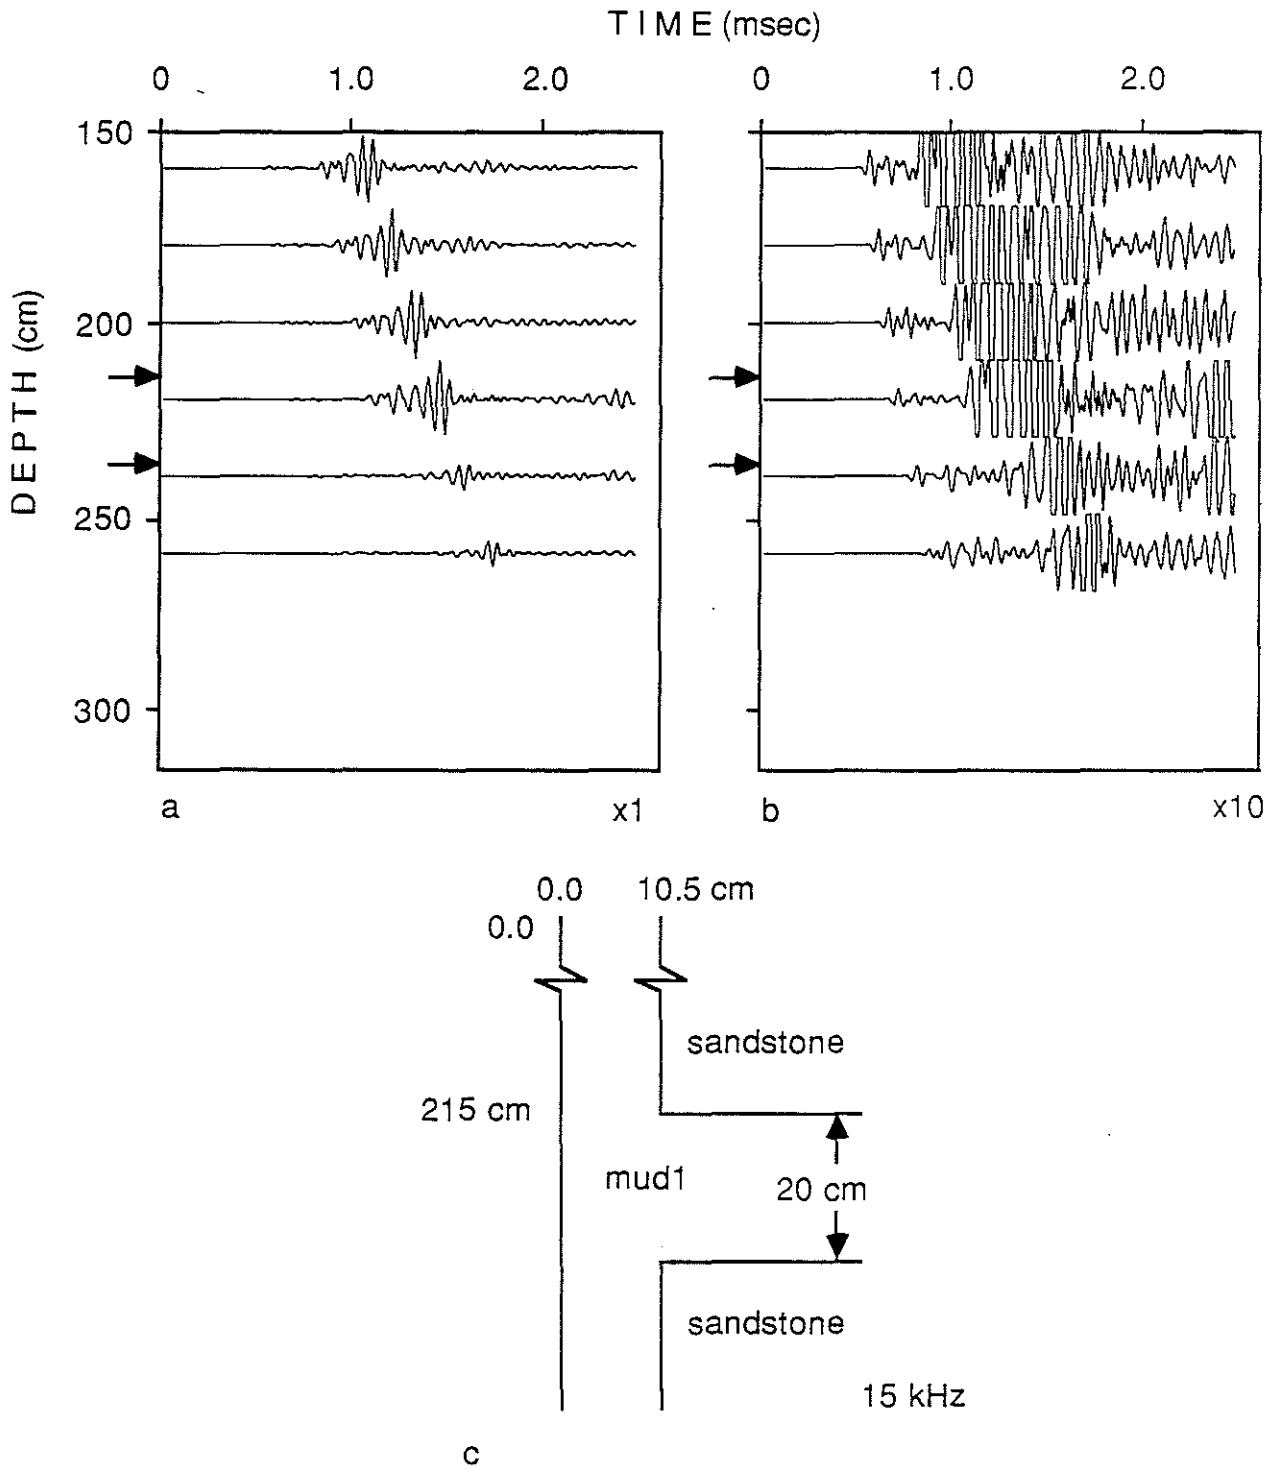 TIME (msec)
0 1.0 2.0 0 1.0 2.0
DEPTH (cm)
150
200
250
300
a x1 b x10
0.0 10.5 cm
0.0
sandstone
215 cm
mud1
20 cm
sandstone
15 kHz
c